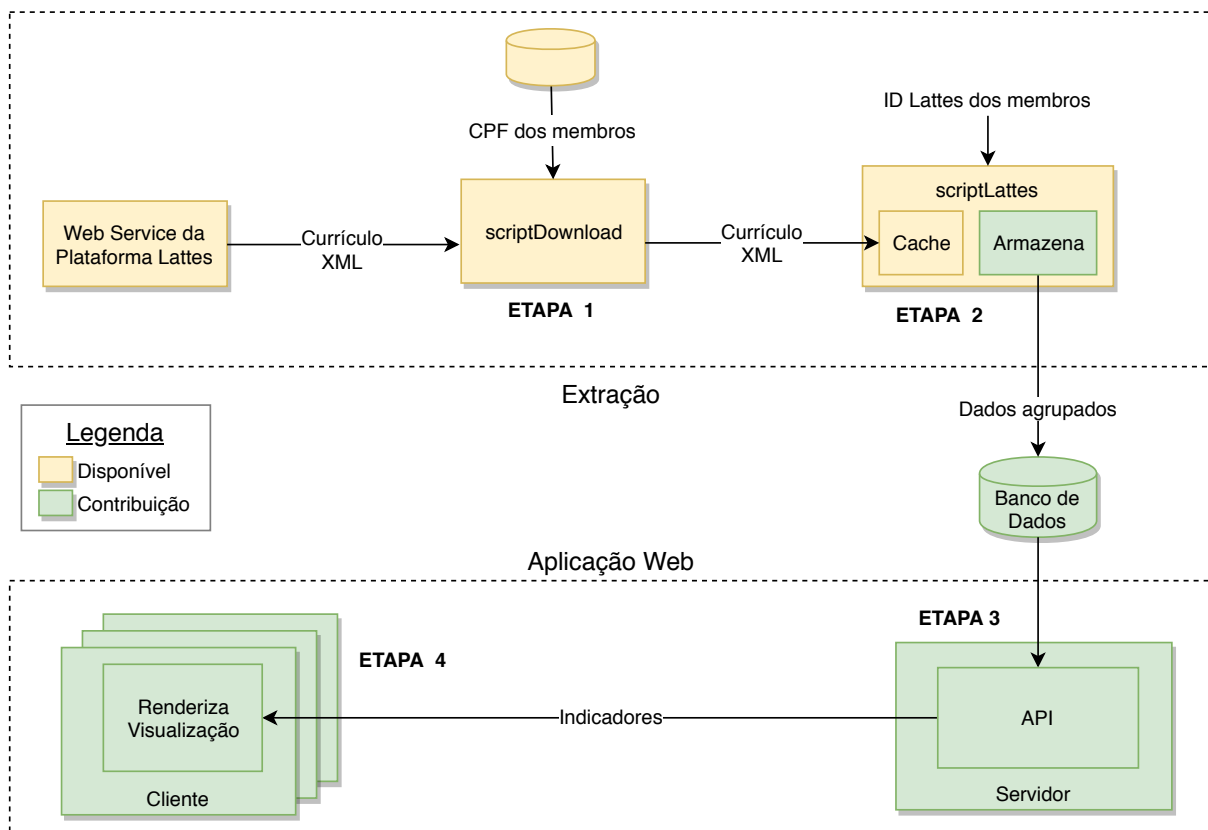 CPF dos membros
ID Lattes dos membros
Web Service da
Plataforma Lattes
Currículo
XML
scriptDownload
Currículo
XML
scriptLattes
Cache
Armazena
ETAPA 1
ETAPA 2
Extração
Dados agrupados
Legenda
Disponível
Contribuição
Banco de
Dados
Aplicação Web
ETAPA 3
ETAPA 4
Renderiza
Visualização
Cliente
Indicadores
API
Servidor